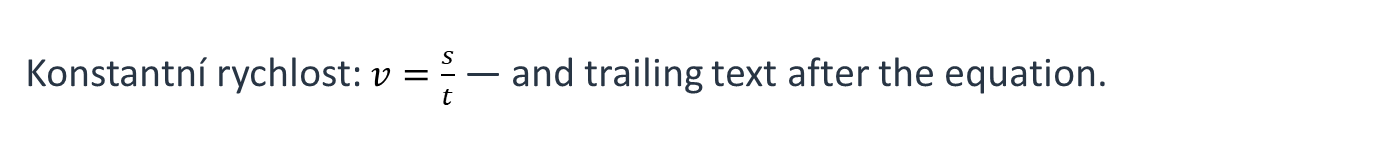 Konstantní rychlost: v = s/t — and trailing text after the equation.